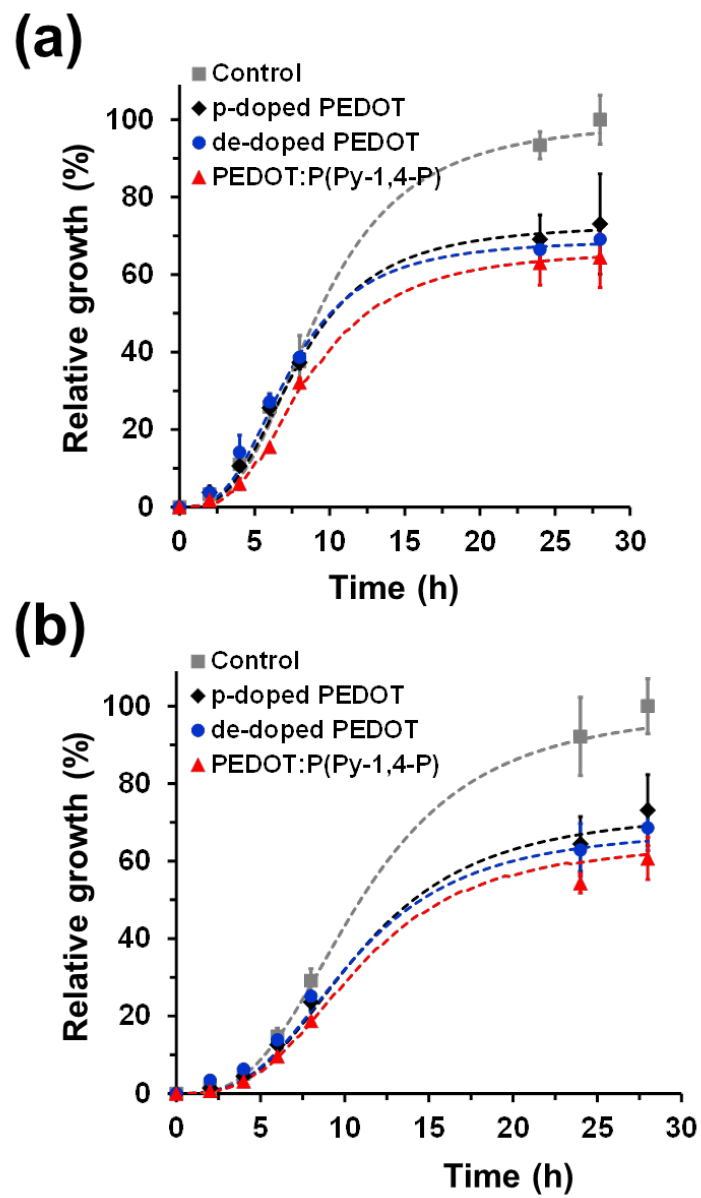 (a)
Control
p-doped PEDOT
de-doped PEDOT
PEDOT:P(Py-1,4-P)
Relative growth (%)
100
80
60
40
20
0
0 5 10 15 20 25 30
Time (h)
(b)
Control
p-doped PEDOT
de-doped PEDOT
PEDOT:P(Py-1,4-P)
Relative growth (%)
100
80
60
40
20
0
0 5 10 15 20 25 30
Time (h)